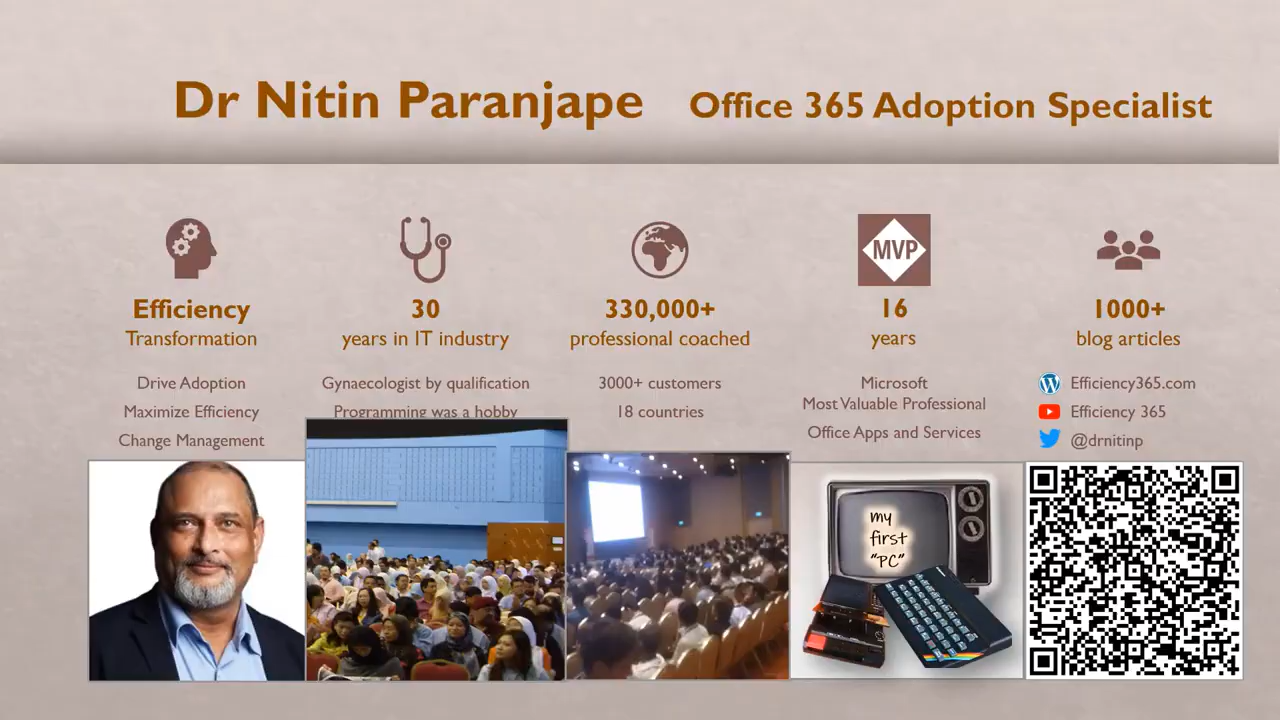 Dr Nitin Paranjape Office 365 Adoption Specialist
MVP
Efficiency
Transformation
Drive Adoption
Maximize Efficiency
Change Management
30
years in IT industry
Gynaecologist by qualification
Programming was a hobby
330,000+
professional coached
3000+ customers
18 countries
16
years
Microsoft
Most Valuable Professional
Office Apps and Services
1000+
blog articles
Efficiency365.com
Efficiency 365
@drnitinp
my
first
“PC”